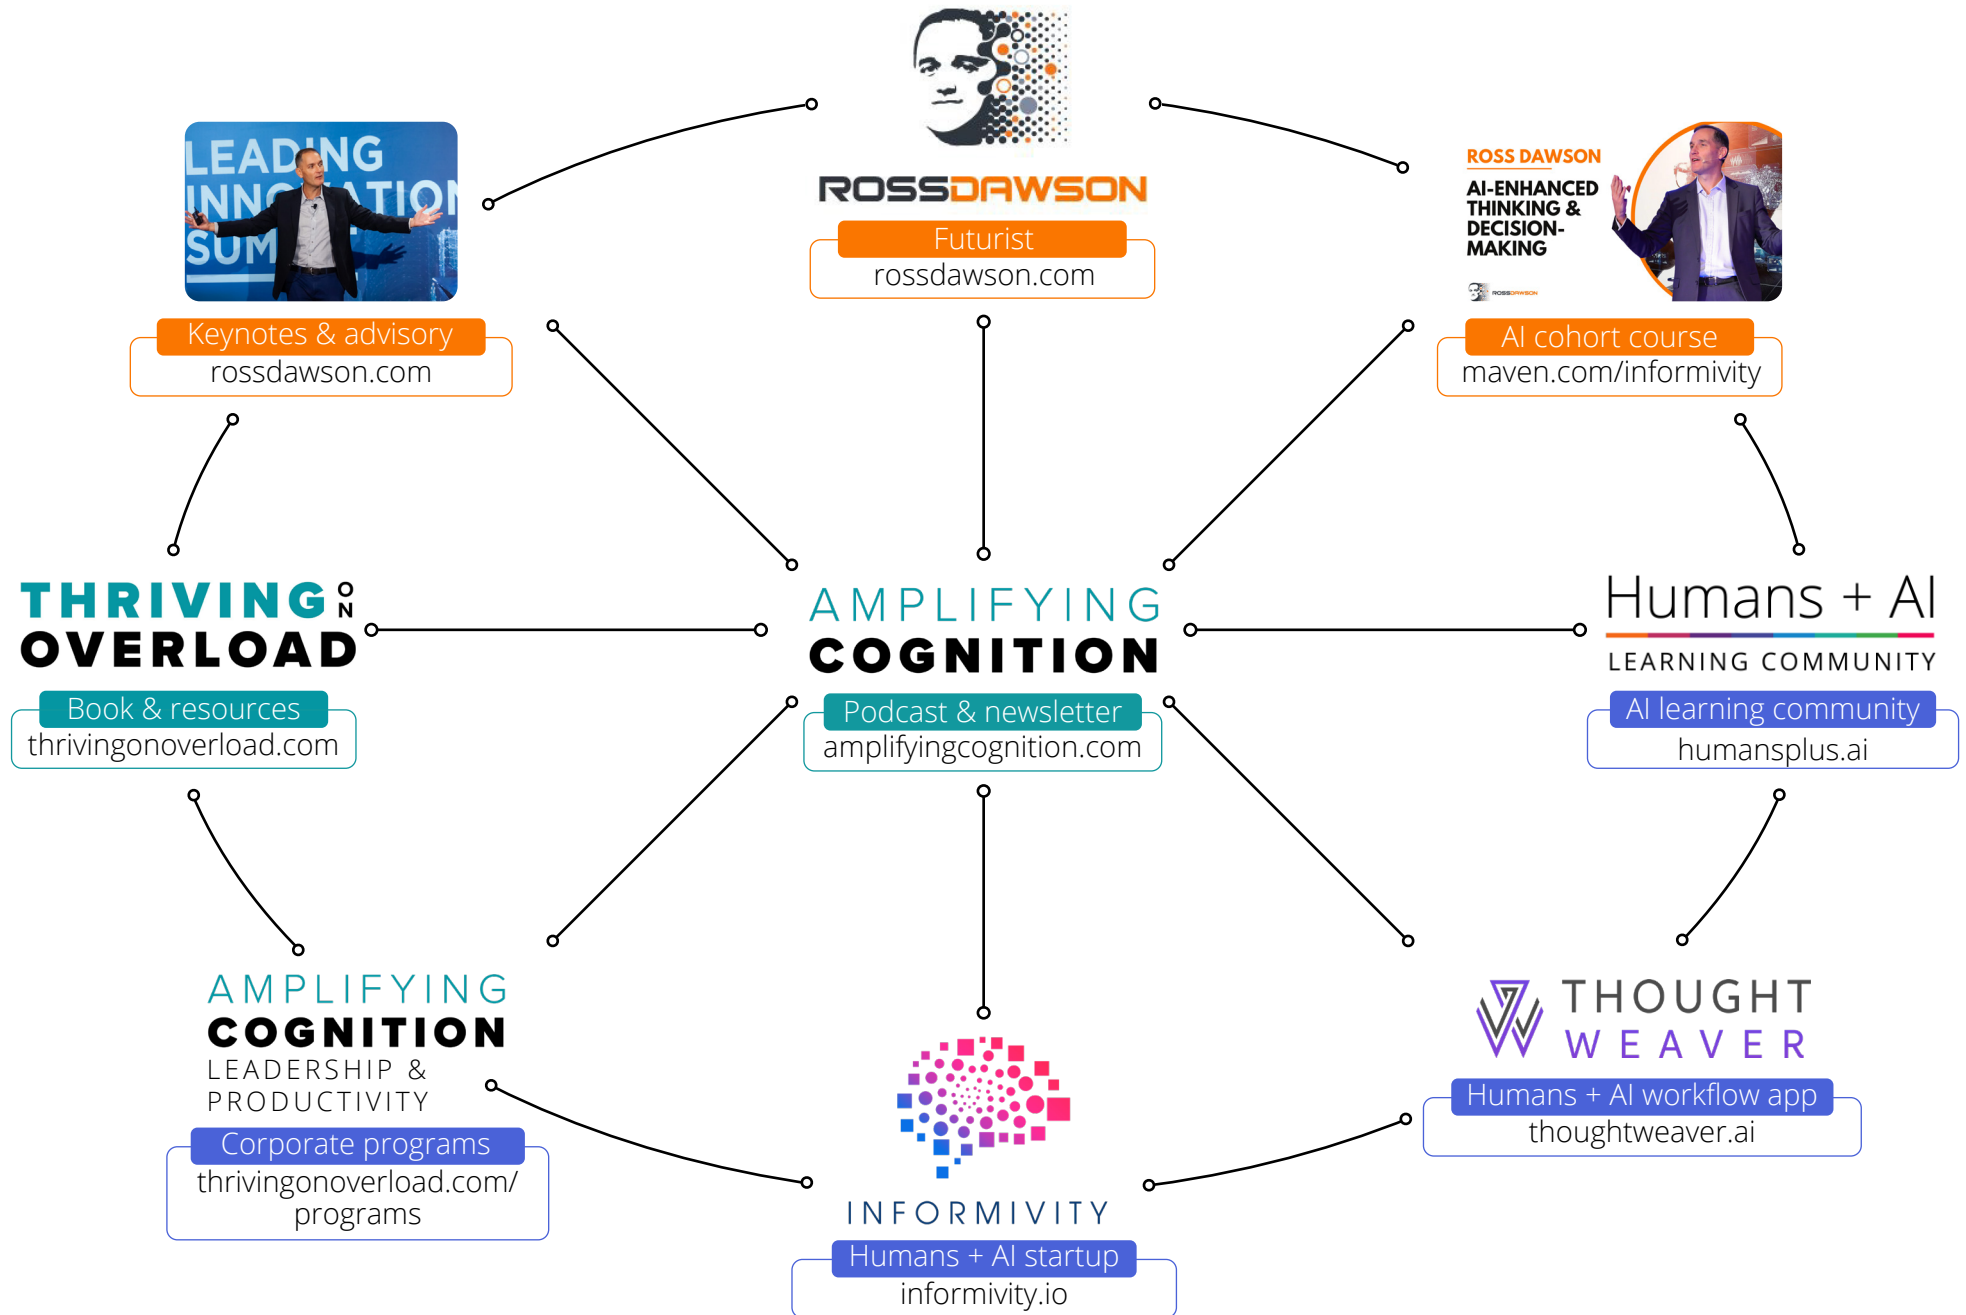 ROSSDAWSON
Futurist
rossdawson.com
LEADING
INNOVATION
SUM
Keynotes & advisory
rossdawson.com
ROSS DAWSON
AI-ENHANCED
THINKING &
DECISION-
MAKING
ROSSDAWSON
AI cohort course
maven.com/informivity
THRIVING ON
OVERLOAD
Book & resources
thrivingonoverload.com
AMPLIFYING
COGNITION
Podcast & newsletter
amplifyingcognition.com
Humans + AI
LEARNING COMMUNITY
AI learning community
humansplus.ai
AMPLIFYING
COGNITION
LEADERSHIP &
PRODUCTIVITY
Corporate programs
thrivingonoverload.com/
programs
INFORMIVITY
Humans + AI startup
informivity.io
THOUGHT
WEAVER
Humans + AI workflow app
thoughtweaver.ai